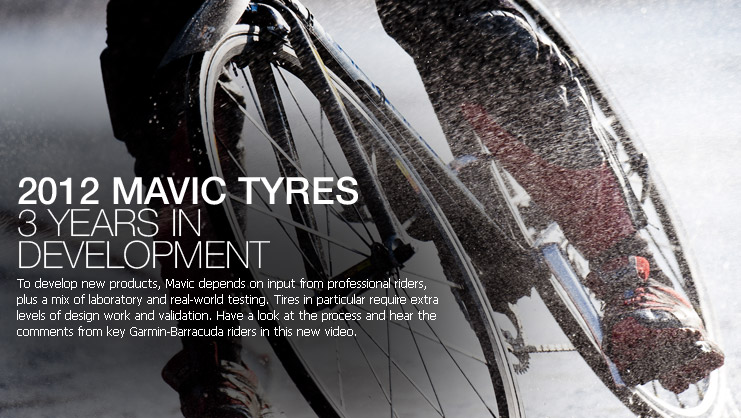 2012 MAVIC TYRES
3 YEARS IN
DEVELOPMENT
To develop new products, Mavic depends on input from professional riders,
plus a mix of laboratory and real-world testing. Tires in particular require extra
levels of design work and validation. Have a look at the process and hear the
comments from key Garmin-Barracuda riders in this new video.